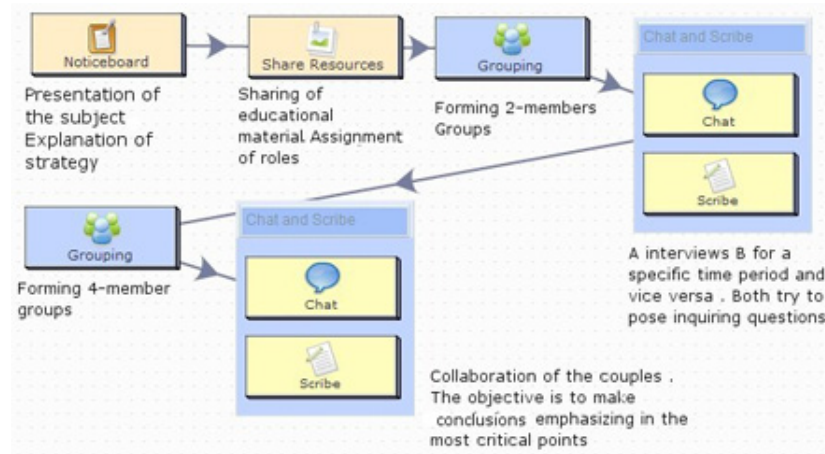 Noticeboard
Share Resources
Grouping
Chat and Scribe
Chat
Scribe
Presentation of
the subject
Explanation of
strategy
Sharing of
educational
material Assignment
of roles
Forming 2-members
Groups
A interviews B for a
specific time period and
vice versa . Both try to
pose inquiring questions
Grouping
Forming 4-member
groups
Chat and Scribe
Chat
Scribe
Collaboration of the couples .
The objective is to make
conclusions emphasizing in the
most critical points